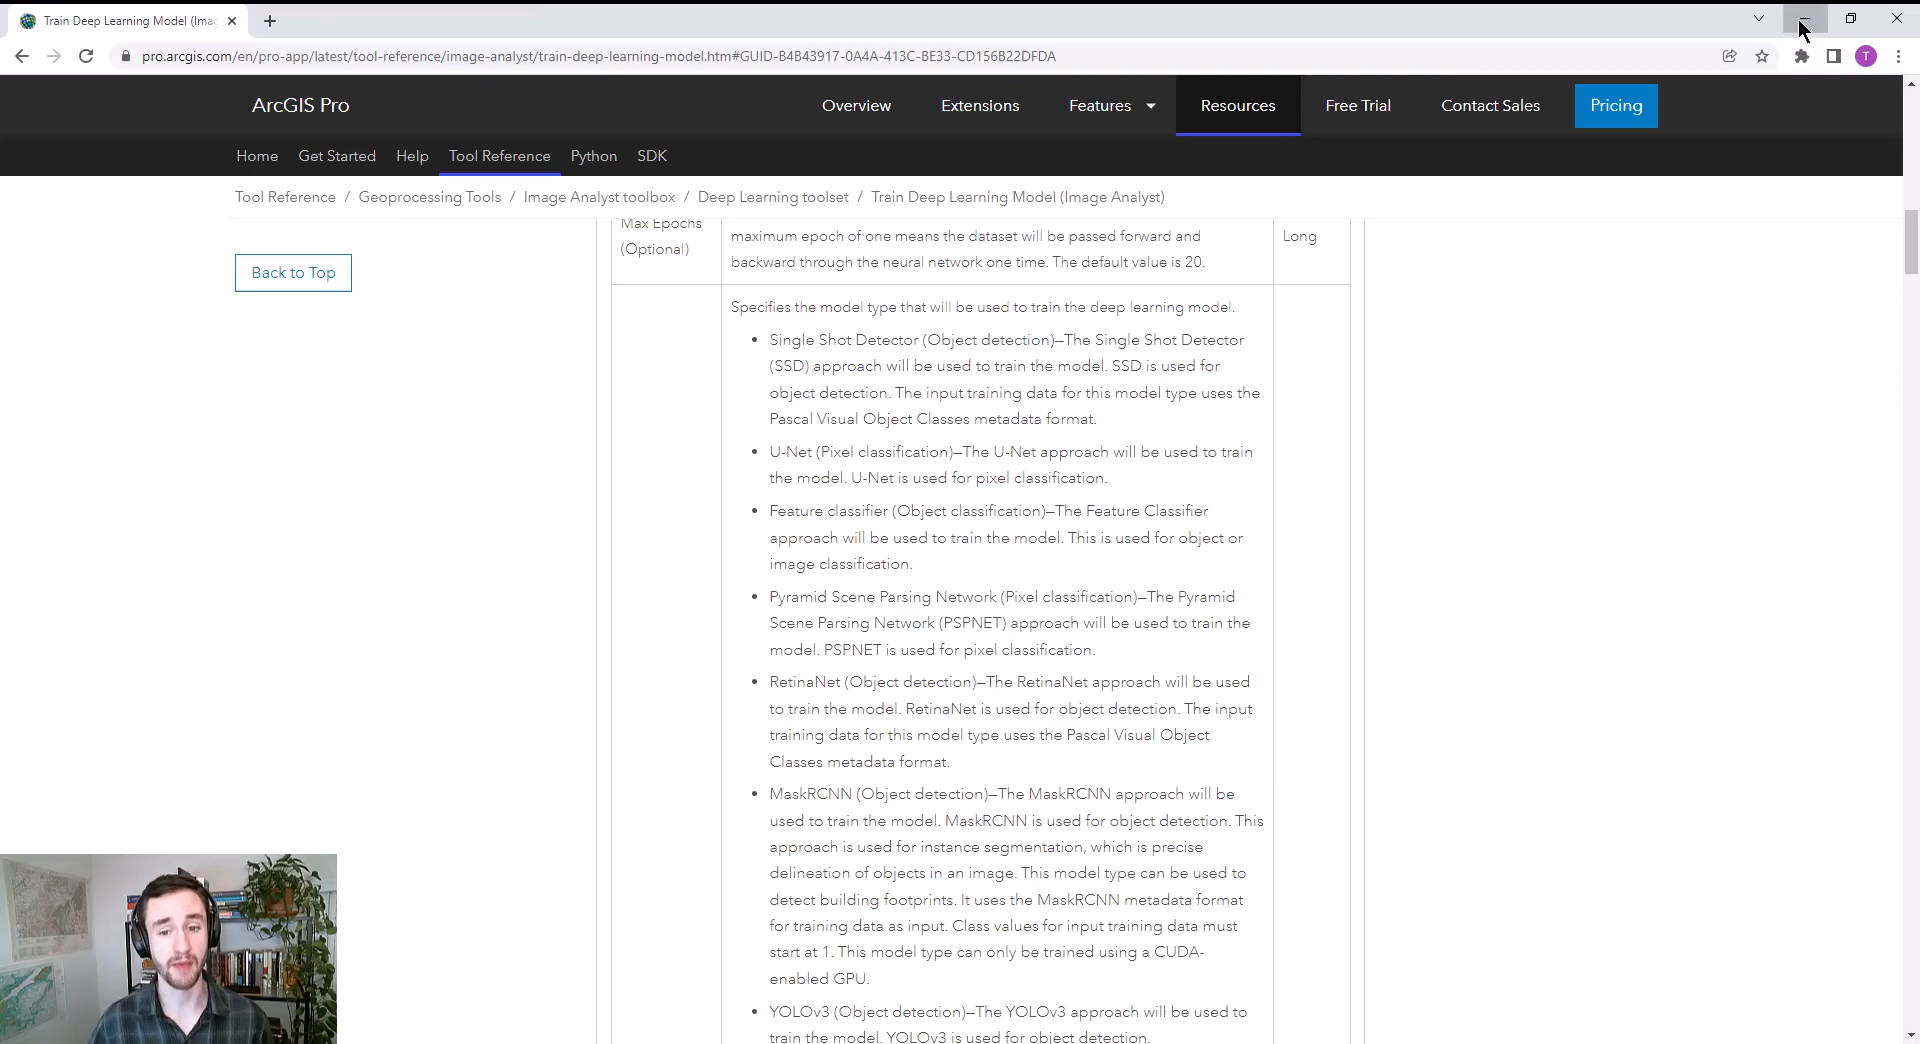 Train Deep Learning Model (Imag
pro.arcgis.com/en/pro-app/latest/tool-reference/image-analyst/train-deep-learning-model.htm#GUID-B4B43917-0A4A-413C-BE33-CD156B22DFDA
T
ArcGIS Pro
Overview
Extensions
Features
Resources
Free Trial
Contact Sales
Pricing
Home
Get Started
Help
Tool Reference
Python
SDK
Tool Reference / Geoprocessing Tools / Image Analyst toolbox / Deep Learning toolset / Train Deep Learning Model (Image Analyst)
Back to Top
Max Epochs
(Optional)
maximum epoch of one means the dataset will be passed forward and
backward through the neural network one time. The default value is 20.
Long
Specifies the model type that will be used to train the deep learning model.
• Single Shot Detector (Object detection)—The Single Shot Detector
(SSD) approach will be used to train the model. SSD is used for
object detection. The input training data for this model type uses the
Pascal Visual Object Classes metadata format.
• U-Net (Pixel classification)—The U-Net approach will be used to train
the model. U-Net is used for pixel classification.
• Feature classifier (Object classification)—The Feature Classifier
approach will be used to train the model. This is used for object or
image classification.
• Pyramid Scene Parsing Network (Pixel classification)—The Pyramid
Scene Parsing Network (PSPNET) approach will be used to train the
model. PSPNET is used for pixel classification.
• RetinaNet (Object detection)—The RetinaNet approach will be used
to train the model. RetinaNet is used for object detection. The input
training data for this model type uses the Pascal Visual Object
Classes metadata format.
• MaskRCNN (Object detection)—The MaskRCNN approach will be
used to train the model. MaskRCNN is used for object detection. This
approach is used for instance segmentation, which is precise
delineation of objects in an image. This model type can be used to
detect building footprints. It uses the MaskRCNN metadata format
for training data as input. Class values for input training data must
start at 1. This model type can only be trained using a CUDA-
enabled GPU.
• YOLOv3 (Object detection)—The YOLOv3 approach will be used to
train the model. YOLOv3 is used for object detection.